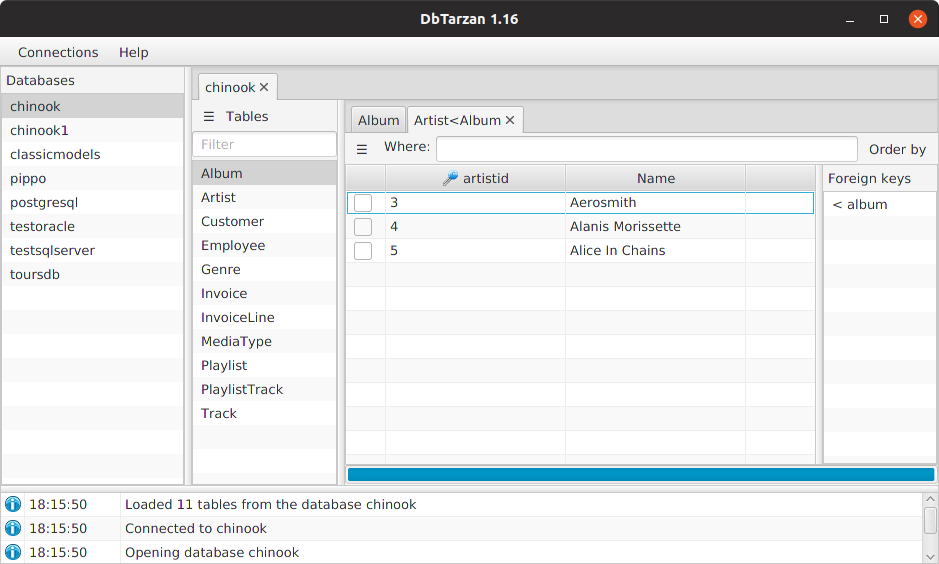 DbTarzan 1.16
Connections Help
Databases
chinook
chinook1
classicmodels
pippo
postgresql
testoracle
testsqlserver
toursdb
chinook
Tables
Filter
Album
Artist
Customer
Employee
Genre
Invoice
InvoiceLine
MediaType
Playlist
PlaylistTrack
Track
Album Artist<Album
Where: Order by
artistid Name
3 Aerosmith
4 Alanis Morissette
5 Alice In Chains
Foreign keys
< album
18:15:50 Loaded 11 tables from the database chinook
18:15:50 Connected to chinook
18:15:50 Opening database chinook